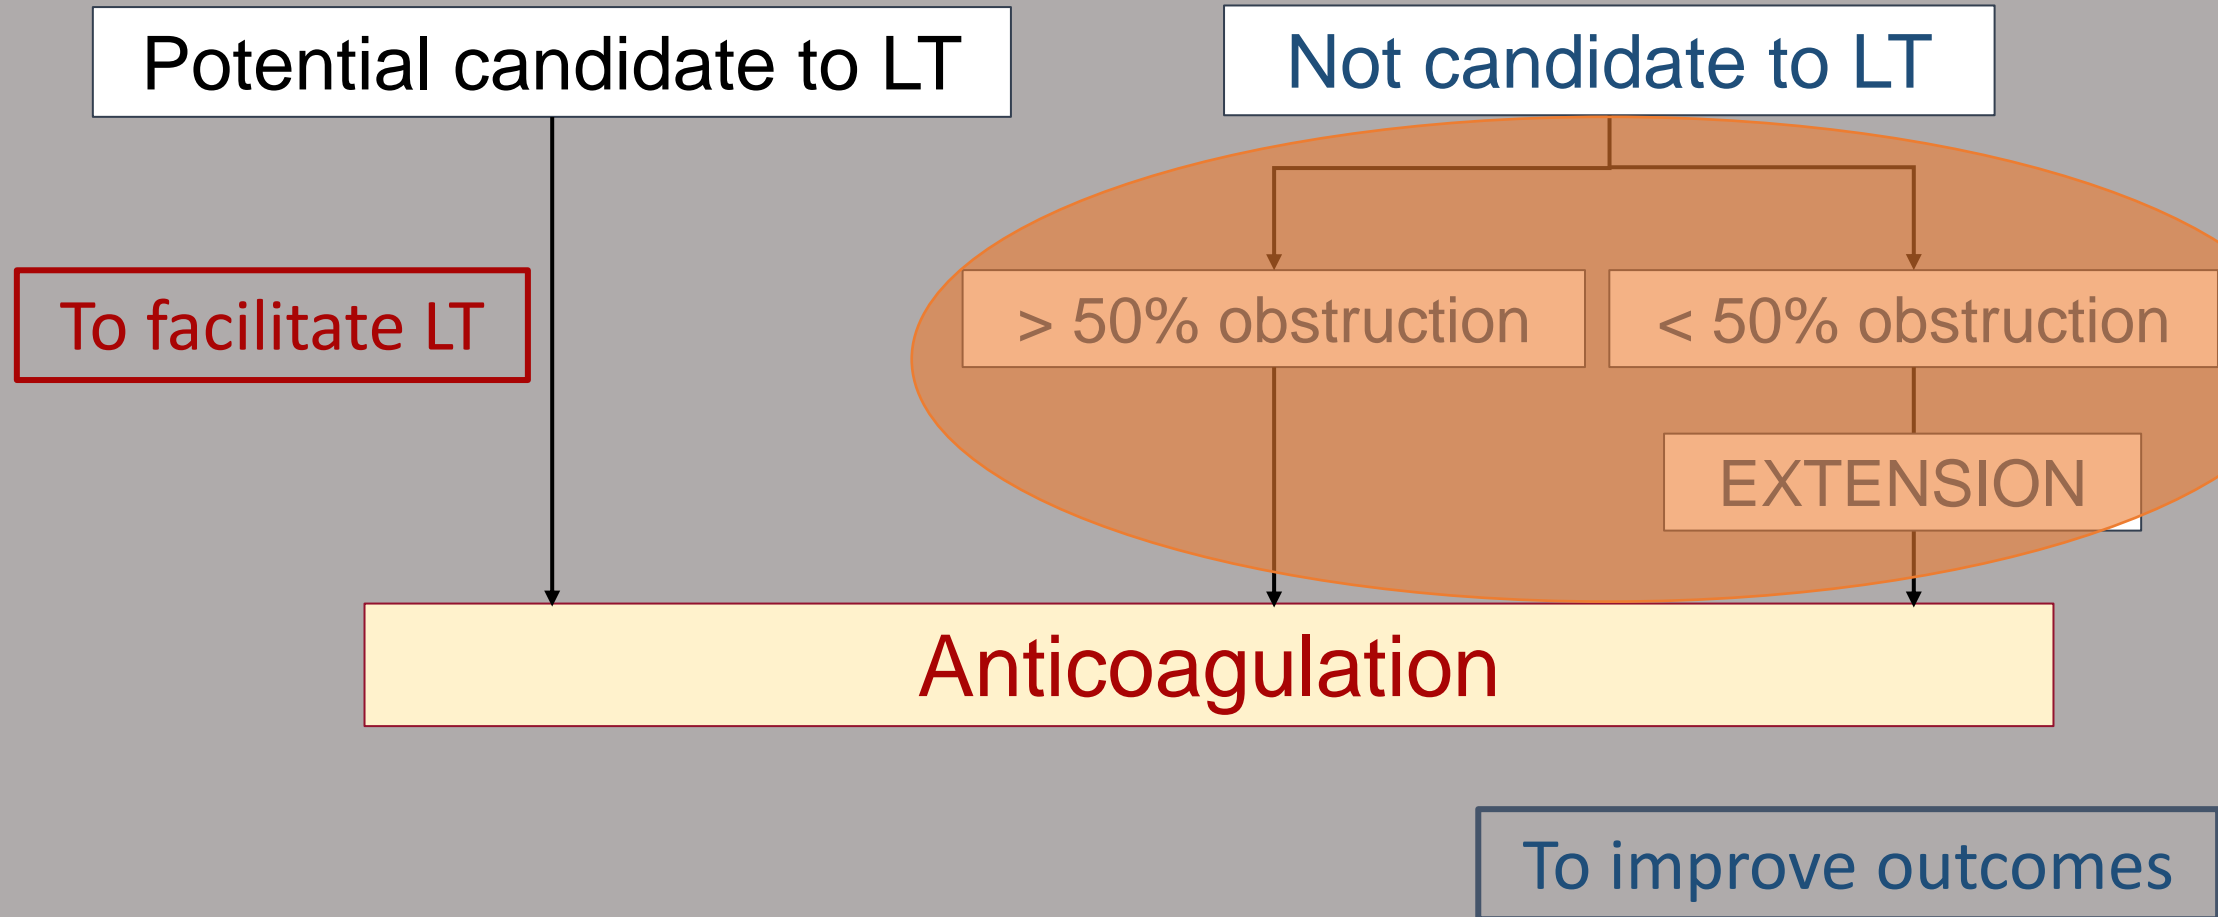 Potential candidate to LT
Not candidate to LT
To facilitate LT
> 50% obstruction
< 50% obstruction
EXTENSION
Anticoagulation
To improve outcomes